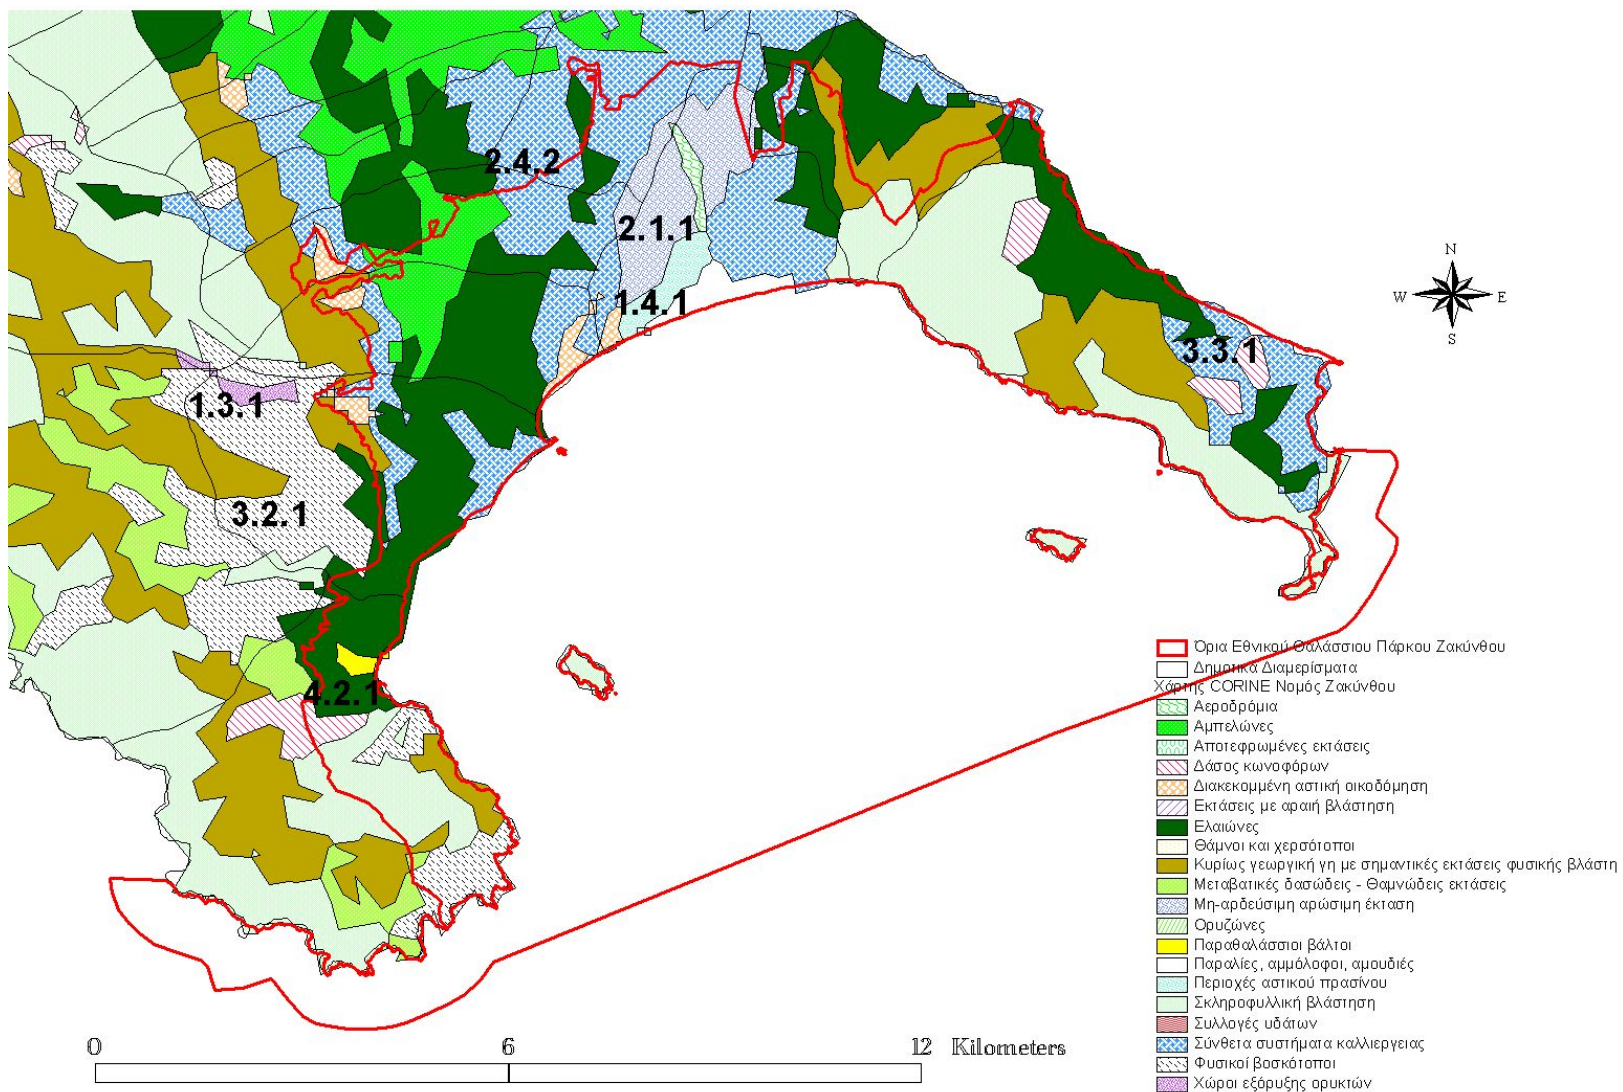 2.4.2
2.1.1
1.4.1
3.3.1
1.3.1
3.2.1
4.2.1
N
W E
S
Όρια Εθνικού Θαλάσσιου Πάρκου Ζακύνθου
Δημοτικά Διαμερίσματα
Χάρτης CORINE Νομός Ζακύνθου
Αεροδρόμια
Αμπελώνες
Αποτεφρωμένες εκτάσεις
Δάσος κωνοφόρων
Διακεκομμένη αστική οικοδόμηση
Εκτάσεις με αραιή βλάστηση
Ελαιώνες
Θάμνοι και χερσότοποι
Κυρίως γεωργική γη με σημαντικές εκτάσεις φυσικής βλάστη
Μεταβατικές δασώδεις - Θαμνώδεις εκτάσεις
Μη-αρδεύσιμη αρώσιμη έκταση
Ορυζώνες
Παραθαλάσσιοι βάλτοι
Παραλίες, αμμόλοφοι, αμουδιές
Περιοχές αστικού πρασίνου
Σκληροφυλλική βλάστηση
Συλλογές υδάτων
Σύνθετα συστήματα καλλιεργειας
Φυσικοί βοσκότοποι
Χώροι εξόρυξης ορυκτών
0 6 12 Kilometers